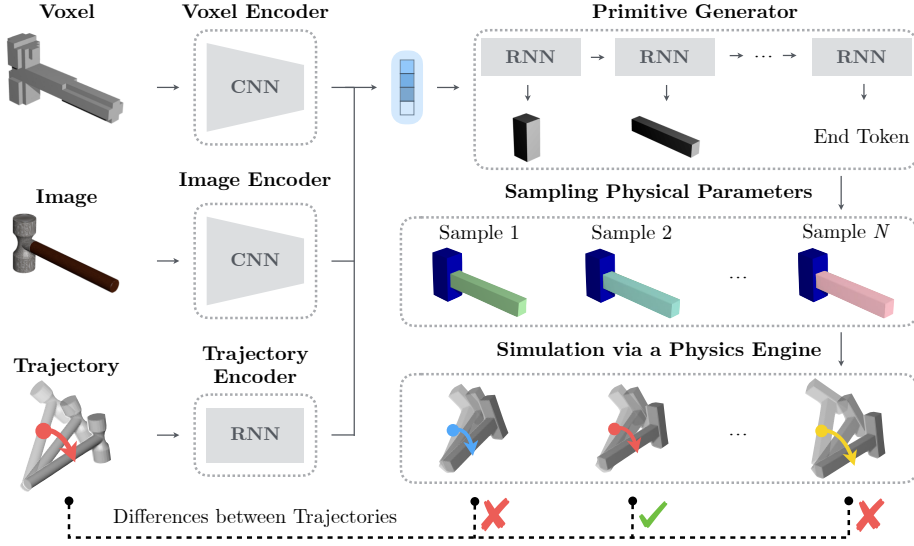 Voxel
Voxel Encoder
CNN
Image
Image Encoder
CNN
Trajectory
Trajectory
Encoder
RNN
Primitive Generator
RNN
RNN
...
RNN
End Token
Sampling Physical Parameters
Sample 1
Sample 2
...
Sample N
Simulation via a Physics Engine
...
Differences between Trajectories